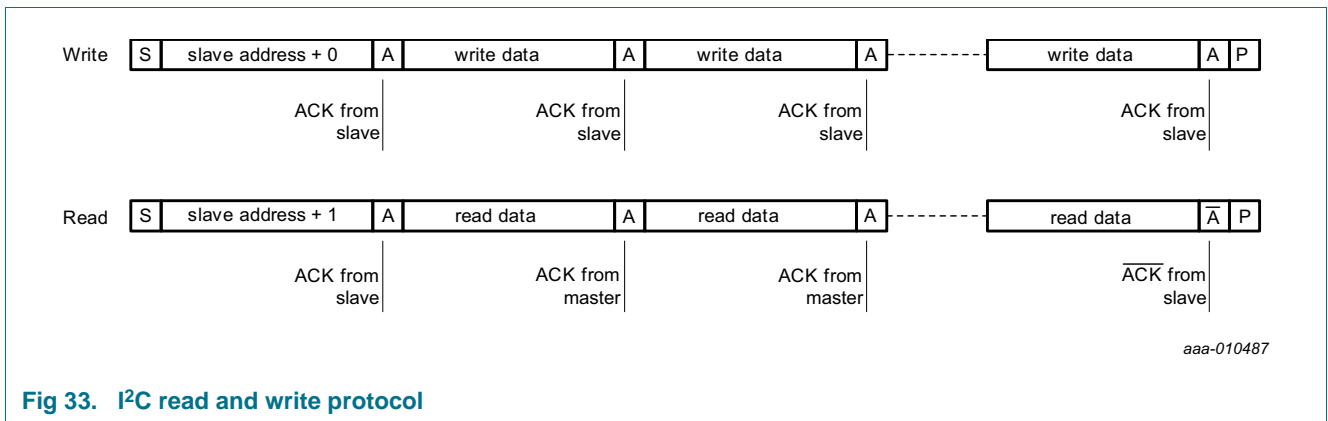 Write S slave address + 0 A write data A write data A write data A P
ACK from slave ACK from slave ACK from slave ACK from slave
Read S slave address + 1 A read data A read data A read data A̅ P
ACK from slave ACK from master ACK from master A̅C̅K̅ from slave
aaa-010487
Fig 33. I²C read and write protocol